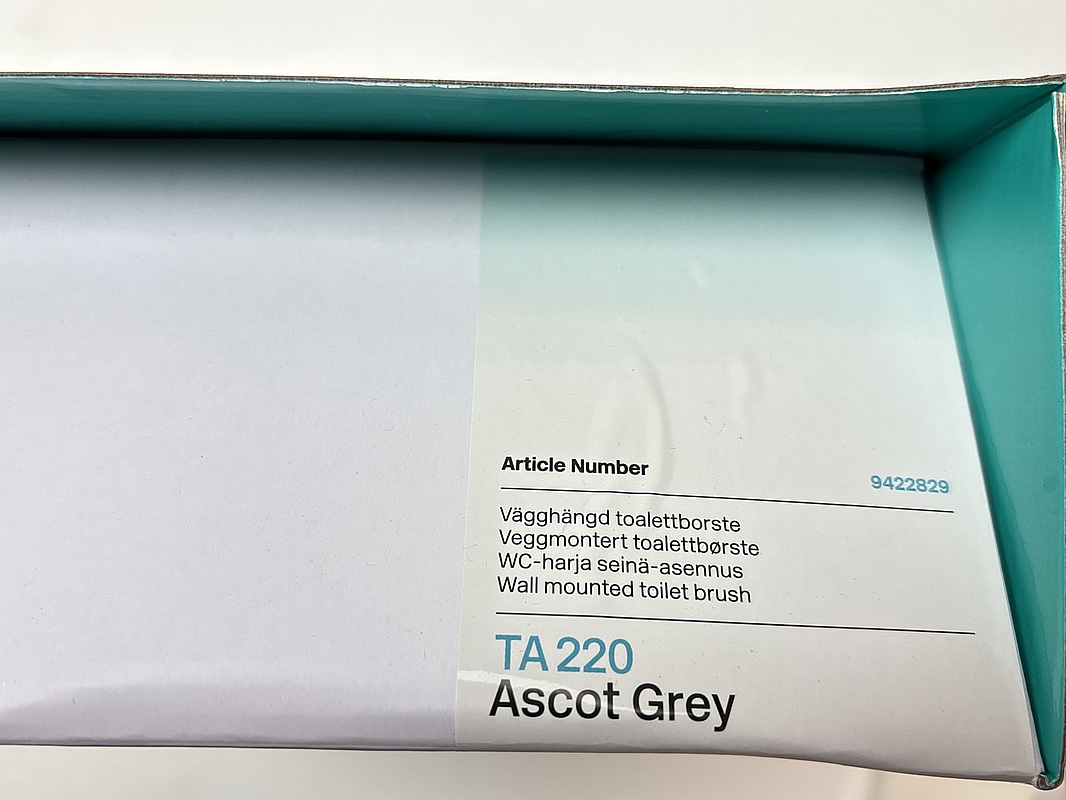 Article Number
9422829
Vägghängd toalettborste
Veggmontert toalettbørste
WC-harja seinä-asennus
Wall mounted toilet brush
TA 220
Ascot Grey